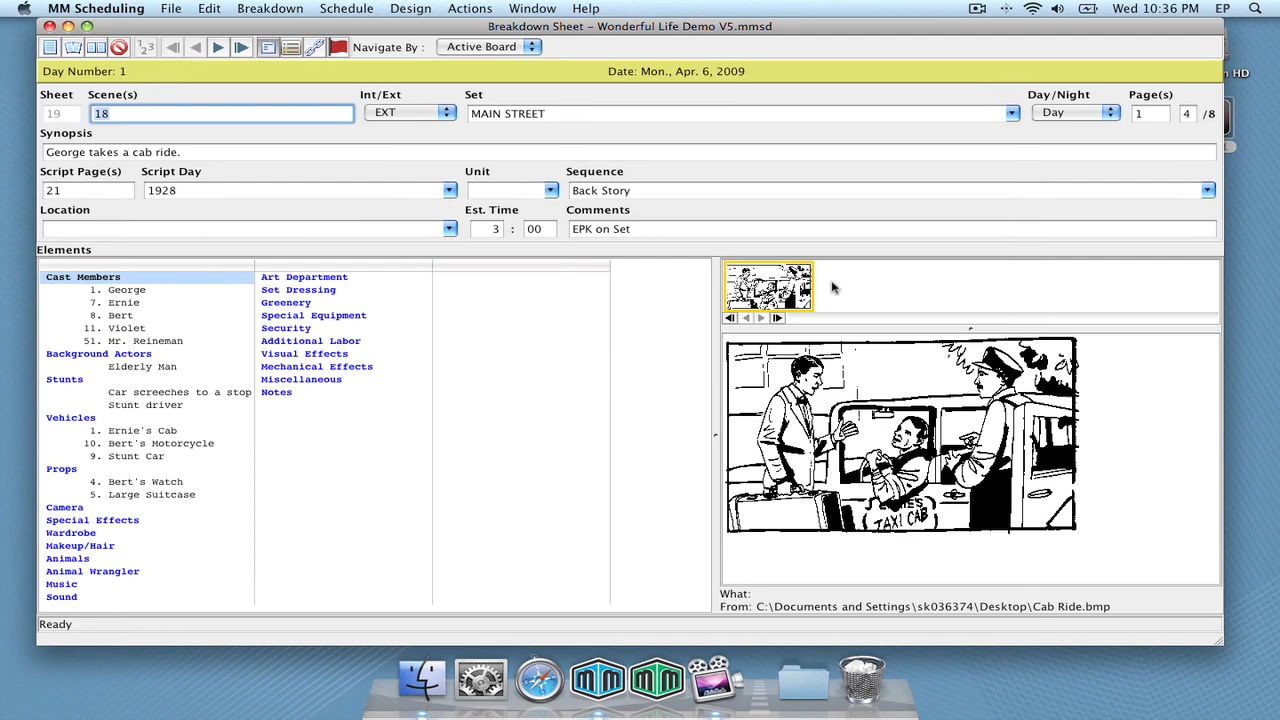 MM Scheduling File Edit Breakdown Schedule Design Actions Window Help Wed 10:36 PM EP
Breakdown Sheet – Wonderful Life Demo V5.mmsd
123 Navigate By : Active Board
Day Number: 1 Date: Mon., Apr. 6, 2009
HD
Sheet Scene(s) Int/Ext Set Day/Night Page(s)
19 18 EXT MAIN STREET Day 1 4 /8
Synopsis
George takes a cab ride.
Script Page(s) Script Day Unit Sequence
21 1928 Back Story
Location Est. Time Comments
3 : 00 EPK on Set
Elements
Cast Members
1. George
7. Ernie
8. Bert
11. Violet
51. Mr. Reineman
Background Actors
Elderly Man
Stunts
Car screeches to a stop
Stunt driver
Vehicles
1. Ernie's Cab
10. Bert's Motorcycle
9. Stunt Car
Props
4. Bert's Watch
5. Large Suitcase
Camera
Special Effects
Wardrobe
Makeup/Hair
Animals
Animal Wrangler
Music
Sound
Art Department
Set Dressing
Greenery
Special Equipment
Security
Additional Labor
Visual Effects
Mechanical Effects
Miscellaneous
Notes
TAXI CAB
What:
From: C:\Documents and Settings\sk036374\Desktop\Cab Ride.bmp
Ready
MM MM